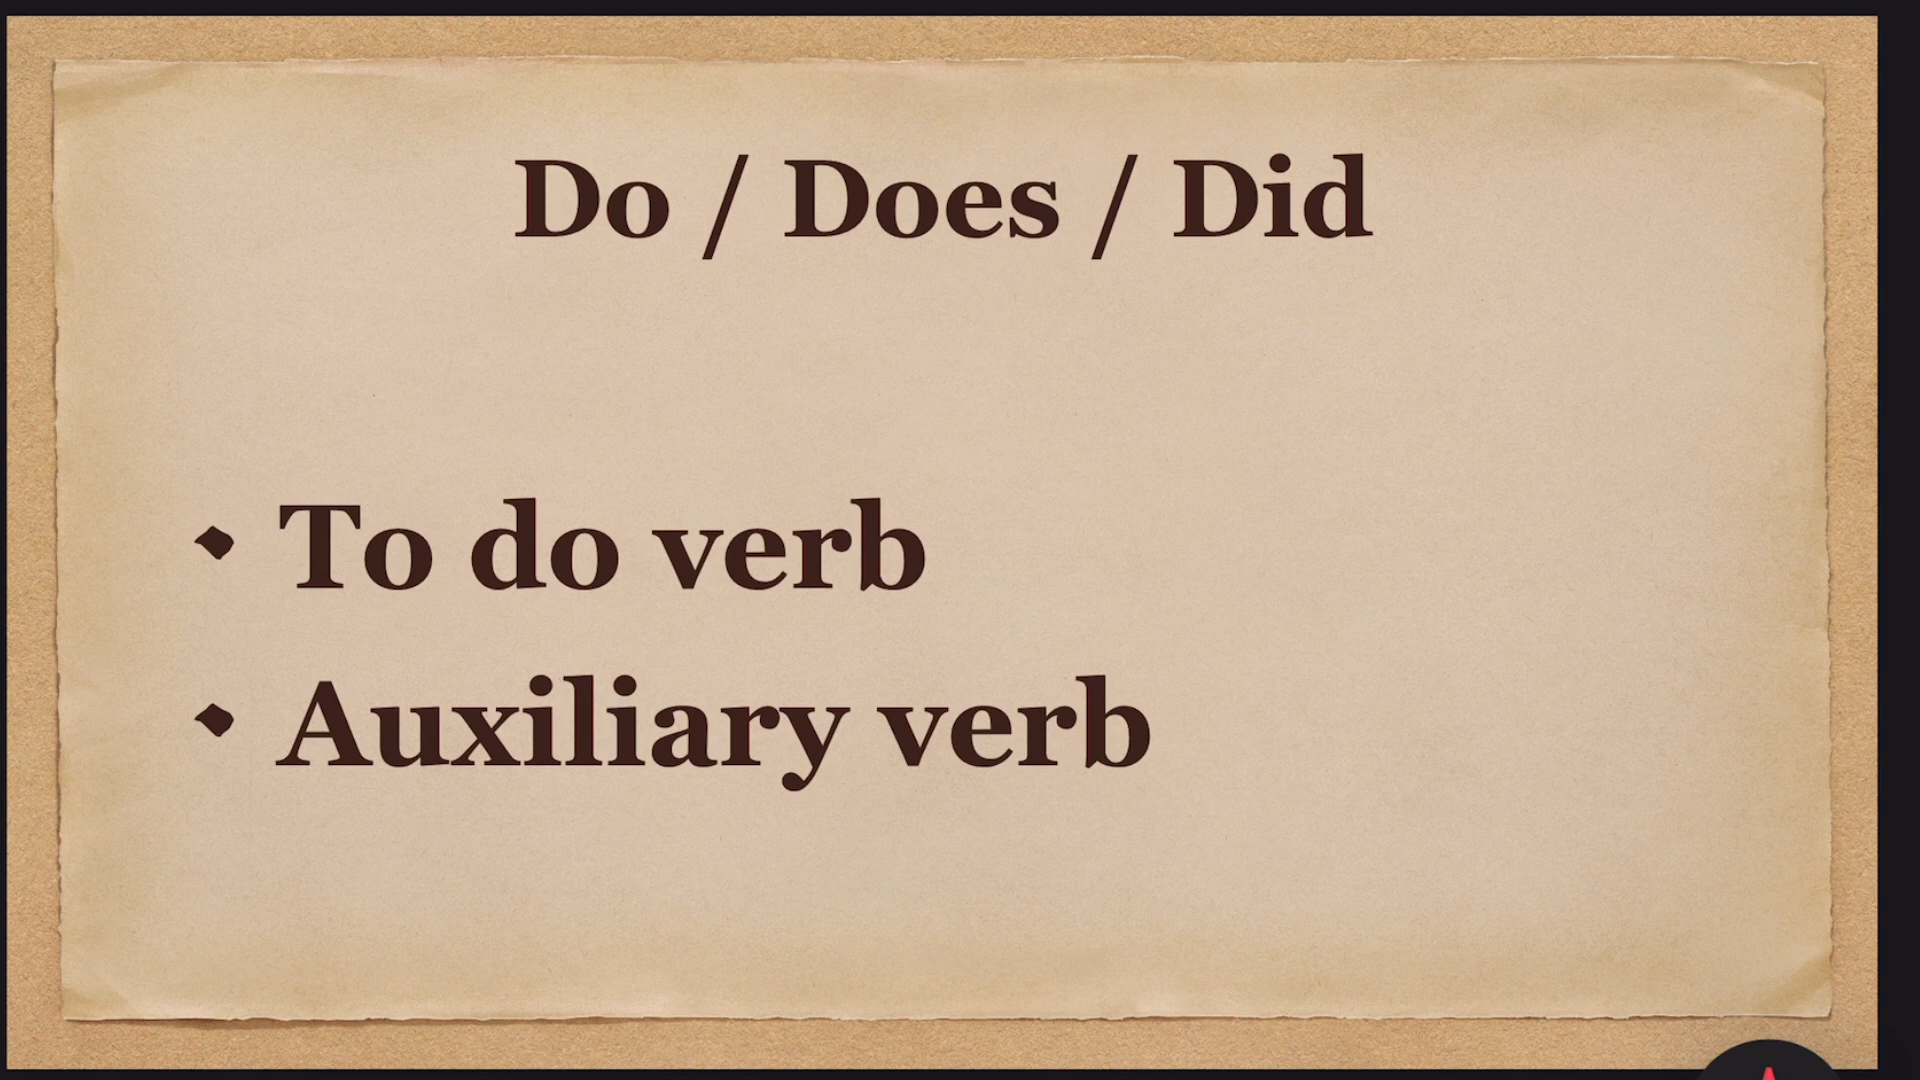 Do / Does / Did
To do verb
Auxiliary verb